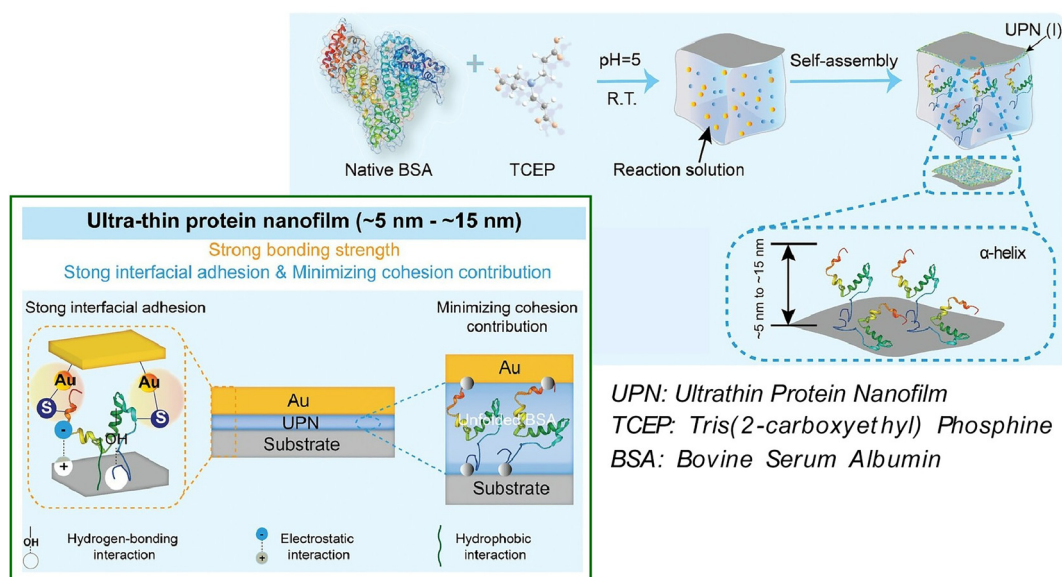 UPN (I)
pH=5
R.T.
Self-assembly
+
Native BSA
TCEP
Reaction solution
Ultra-thin protein nanofilm (~5 nm - ~15 nm)
Strong bonding strength
Stong interfacial adhesion & Minimizing cohesion contribution
Stong interfacial adhesion
Au
Au
S
S
-
OH
+
Au
UPN
Substrate
Minimizing cohesion
contribution
Au
Unfolded BSA
Substrate
OH
Hydrogen-bonding
interaction
-
+
Electrostatic
interaction
Hydrophobic
interaction
~5 nm to ~15 nm
α-helix
UPN: Ultrathin Protein Nanofilm
TCEP: Tris(2-carboxyethyl) Phosphine
BSA: Bovine Serum Albumin